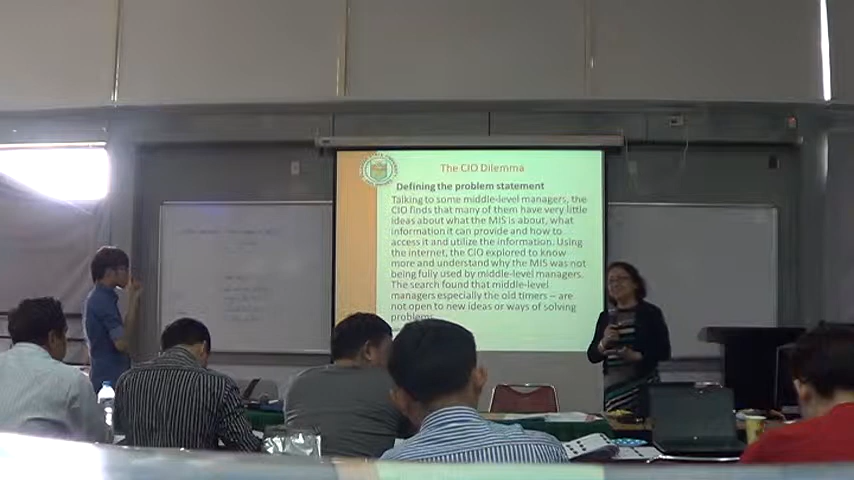 The CIO Dilemma
Defining the problem statement
Talking to some middle-level managers, the
CIO finds that many of them have very little
ideas about what the MIS is about, what
information it can provide and how to
access it and utilize the information. Using
the internet, the CIO explored to know
more and understand why the MIS was not
being fully used by middle-level managers.
The search found that middle-level
managers especially the old timers – are
not open to new ideas or ways of solving
problems